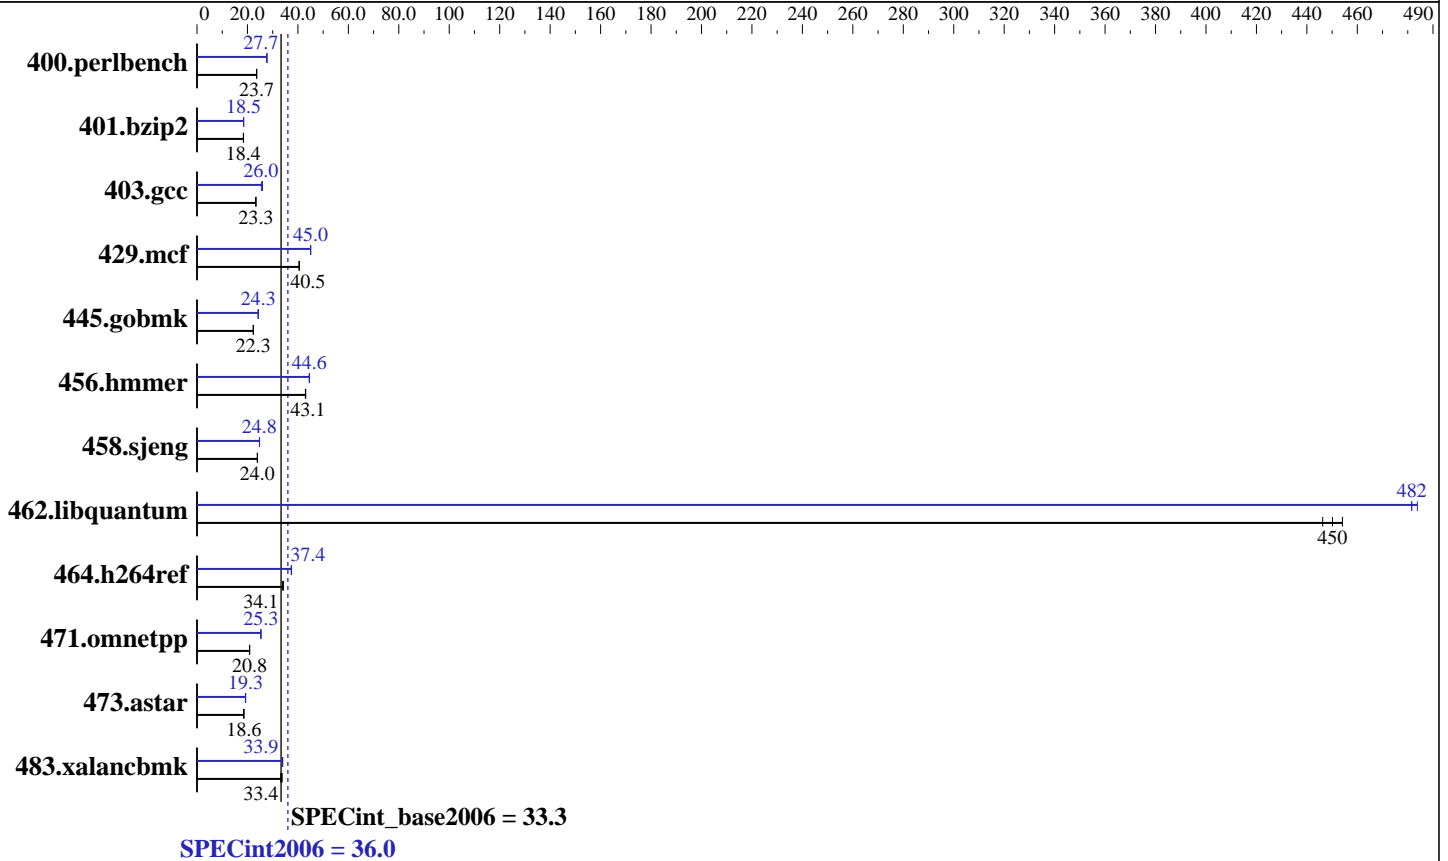 0 20.0 40.0 60.0 80.0 100 120 140 160 180 200 220 240 260 280 300 320 340 360 380 400 420 440 460 490
27.7
400.perlbench
23.7
18.5
401.bzip2
18.4
26.0
403.gcc
23.3
45.0
429.mcf
40.5
24.3
445.gobmk
22.3
44.6
456.hmmer
43.1
24.8
458.sjeng
24.0
482
462.libquantum
450
37.4
464.h264ref
34.1
25.3
471.omnetpp
20.8
19.3
473.astar
18.6
33.9
483.xalancbmk
33.4
SPECint_base2006 = 33.3
SPECint2006 = 36.0